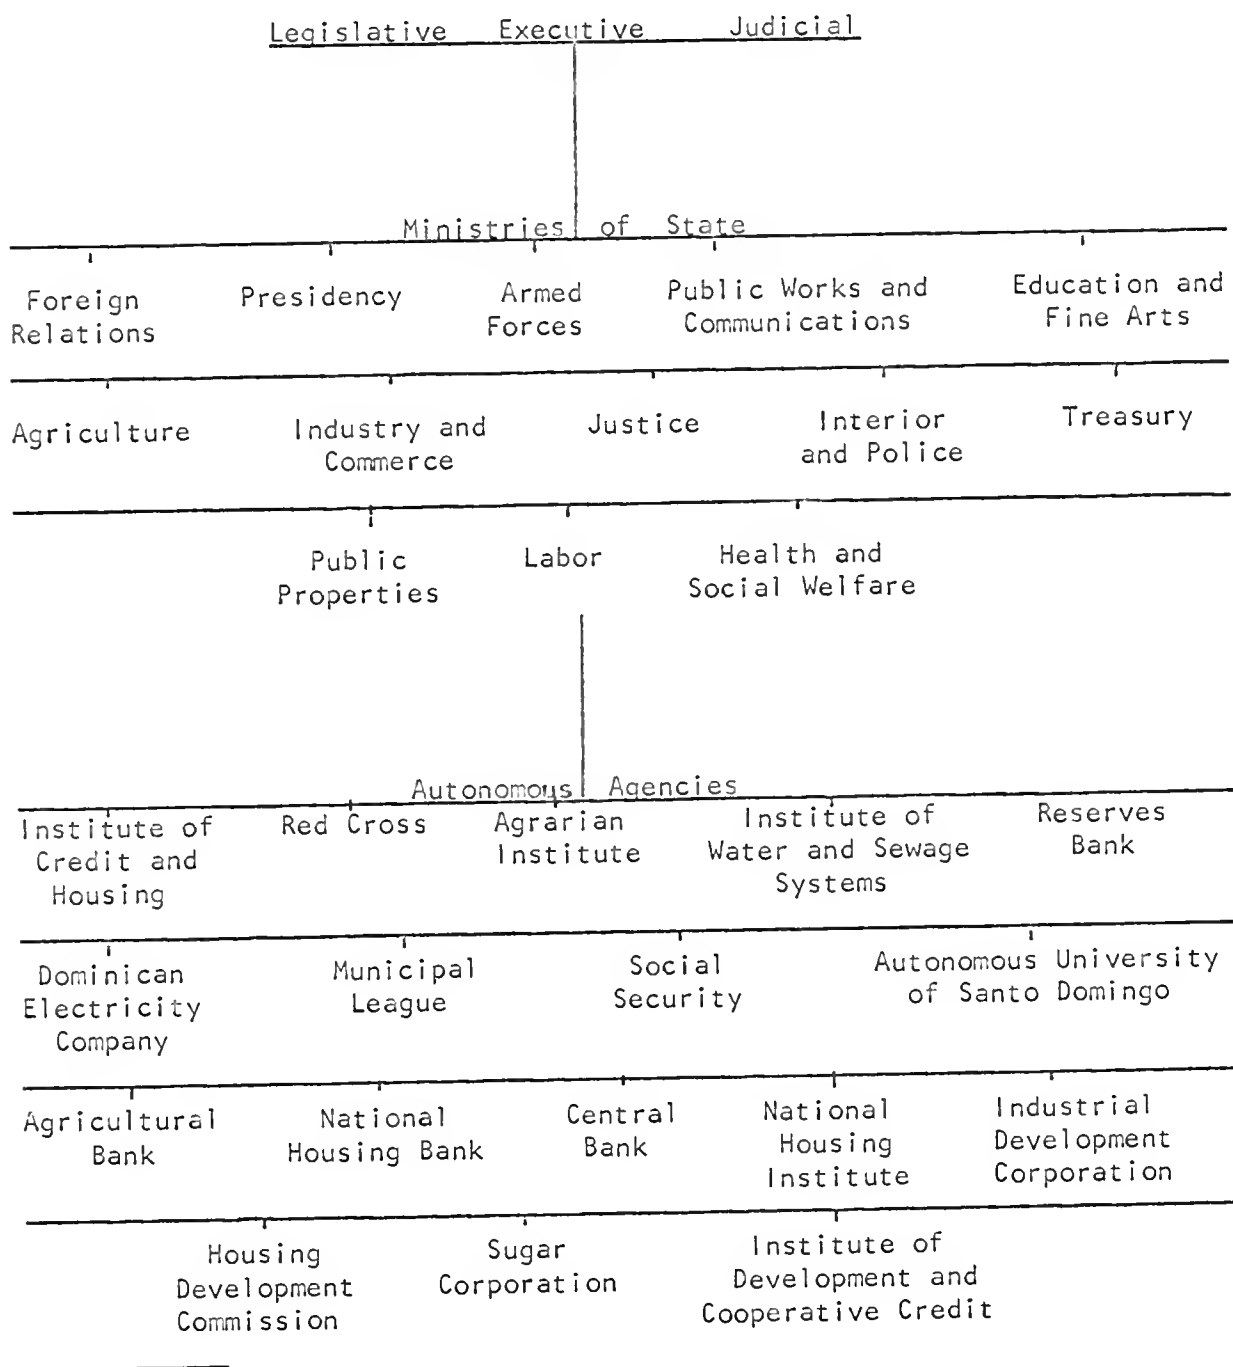 Legislative Executive Judicial
Ministries of State
Foreign
Relations
Presidency
Armed
Forces
Public Works and
Communications
Education and
Fine Arts
Agriculture
Industry and
Commerce
Justice
Interior
and Police
Treasury
Public
Properties
Labor
Health and
Social Welfare
Autonomous Agencies
Institute of
Credit and
Housing
Red Cross
Agrarian
Institute
Institute of
Water and Sewage
Systems
Reserves
Bank
Dominican
Electricity
Company
Municipal
League
Social
Security
Autonomous University
of Santo Domingo
Agricultural
Bank
National
Housing Bank
Central
Bank
National
Housing
Institute
Industrial
Development
Corporation
Housing
Development
Commission
Sugar
Corporation
Institute of
Development and
Cooperative Credit